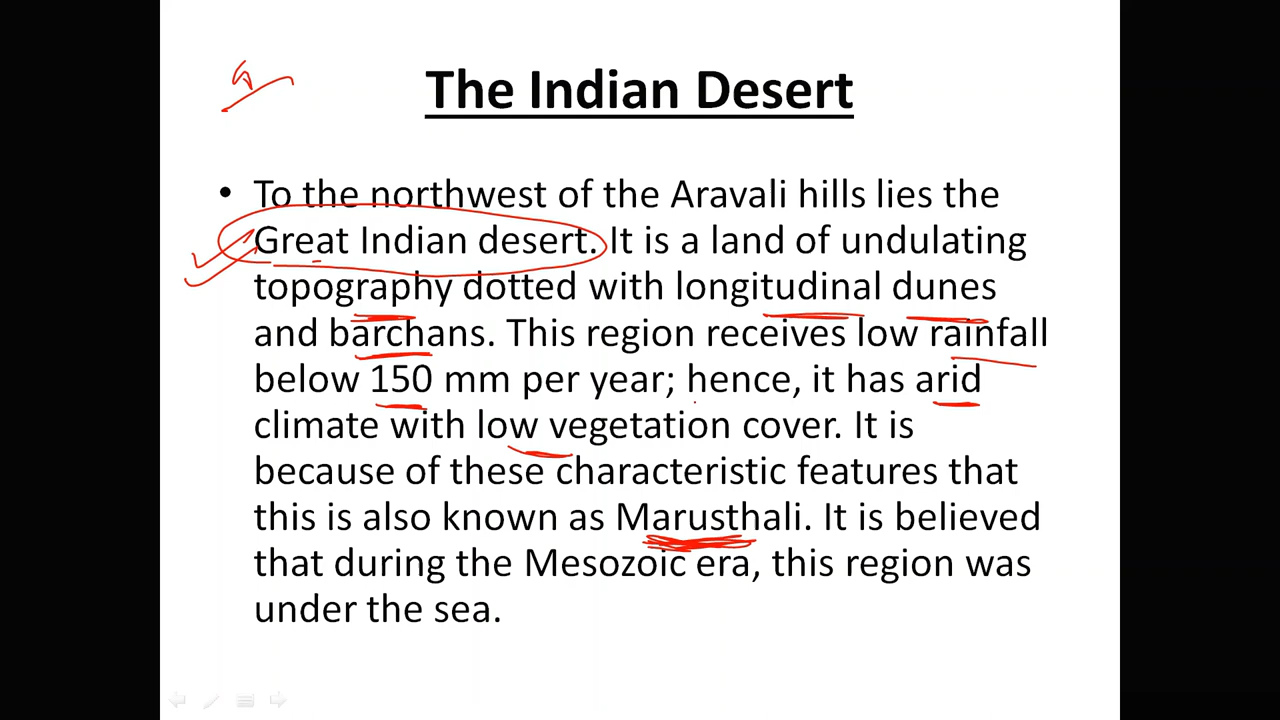 The Indian Desert
• To the northwest of the Aravali hills lies the
Great Indian desert. It is a land of undulating
topography dotted with longitudinal dunes
and barchans. This region receives low rainfall
below 150 mm per year; hence, it has arid
climate with low vegetation cover. It is
because of these characteristic features that
this is also known as Marusthali. It is believed
that during the Mesozoic era, this region was
under the sea.